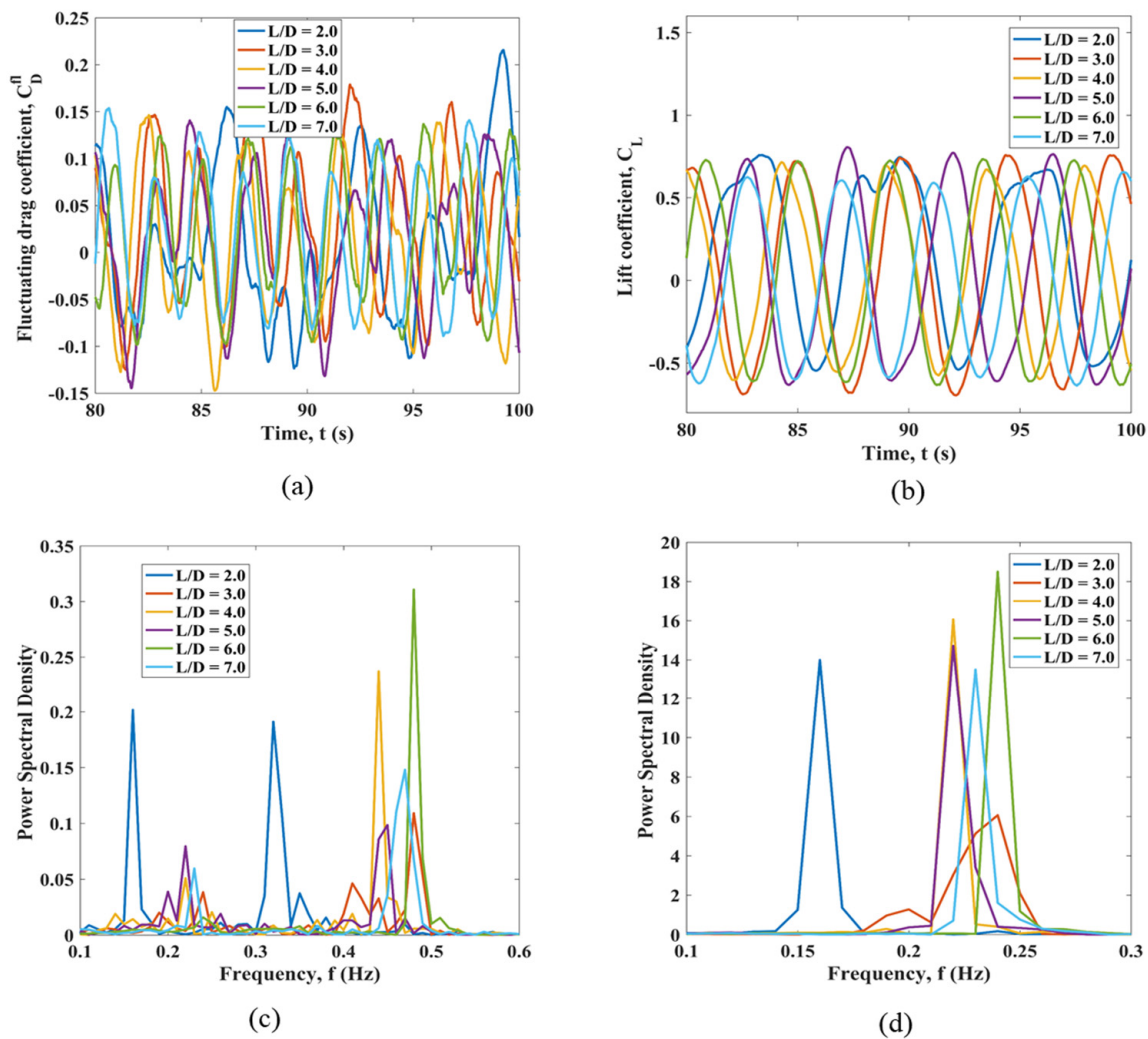 0.25
0.2
0.15
0.1
0.05
0
-0.05
-0.1
-0.15
Fluctuating drag coefficient, C_D^fl
L/D = 2.0
L/D = 3.0
L/D = 4.0
L/D = 5.0
L/D = 6.0
L/D = 7.0
80 85 90 95 100
Time, t (s)
(a)
1.5
1
0.5
0
-0.5
Lift coefficient, C_L
L/D = 2.0
L/D = 3.0
L/D = 4.0
L/D = 5.0
L/D = 6.0
L/D = 7.0
80 85 90 95 100
Time, t (s)
(b)
0.35
0.3
0.25
0.2
0.15
0.1
0.05
0
Power Spectral Density
L/D = 2.0
L/D = 3.0
L/D = 4.0
L/D = 5.0
L/D = 6.0
L/D = 7.0
0.1 0.2 0.3 0.4 0.5 0.6
Frequency, f (Hz)
(c)
20
18
16
14
12
10
8
6
4
2
0
Power Spectral Density
L/D = 2.0
L/D = 3.0
L/D = 4.0
L/D = 5.0
L/D = 6.0
L/D = 7.0
0.1 0.15 0.2 0.25 0.3
Frequency, f (Hz)
(d)